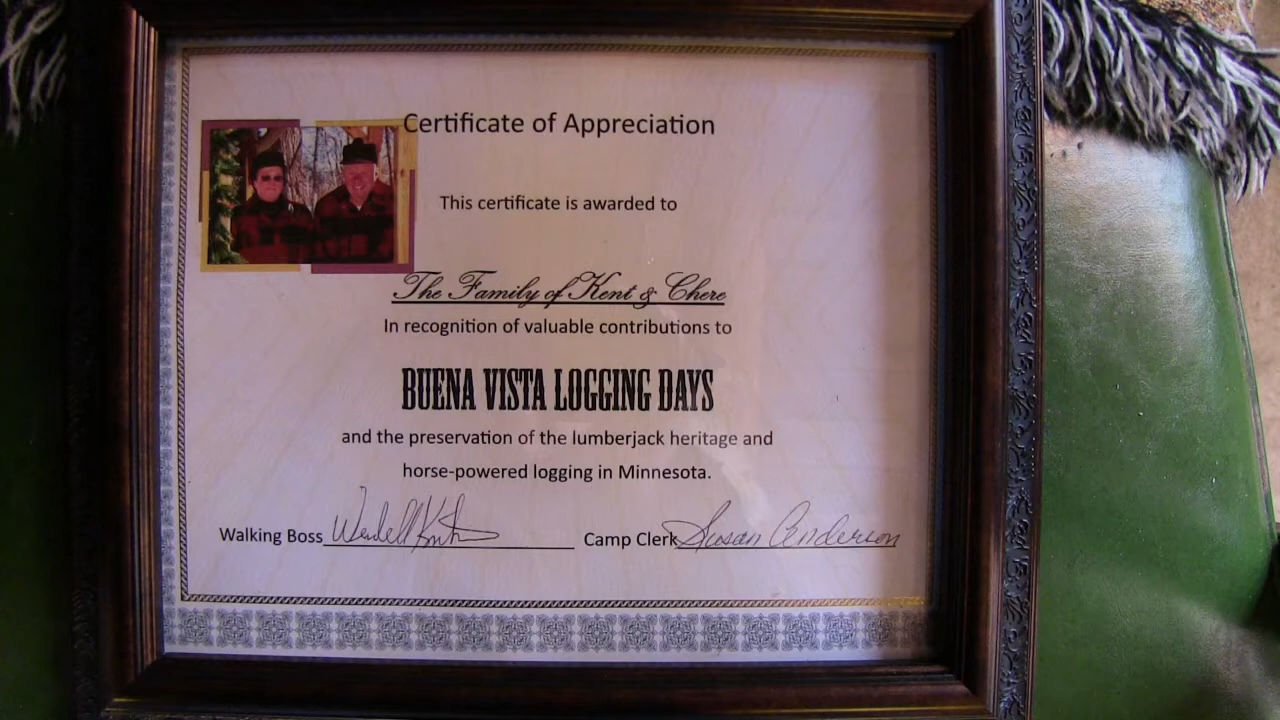 Certificate of Appreciation
This certificate is awarded to
The Family of Kent & Chere
In recognition of valuable contributions to
BUENA VISTA LOGGING DAYS
and the preservation of the lumberjack heritage and
horse-powered logging in Minnesota.
Walking Boss Wendell Camp Clerk Susan Anderson